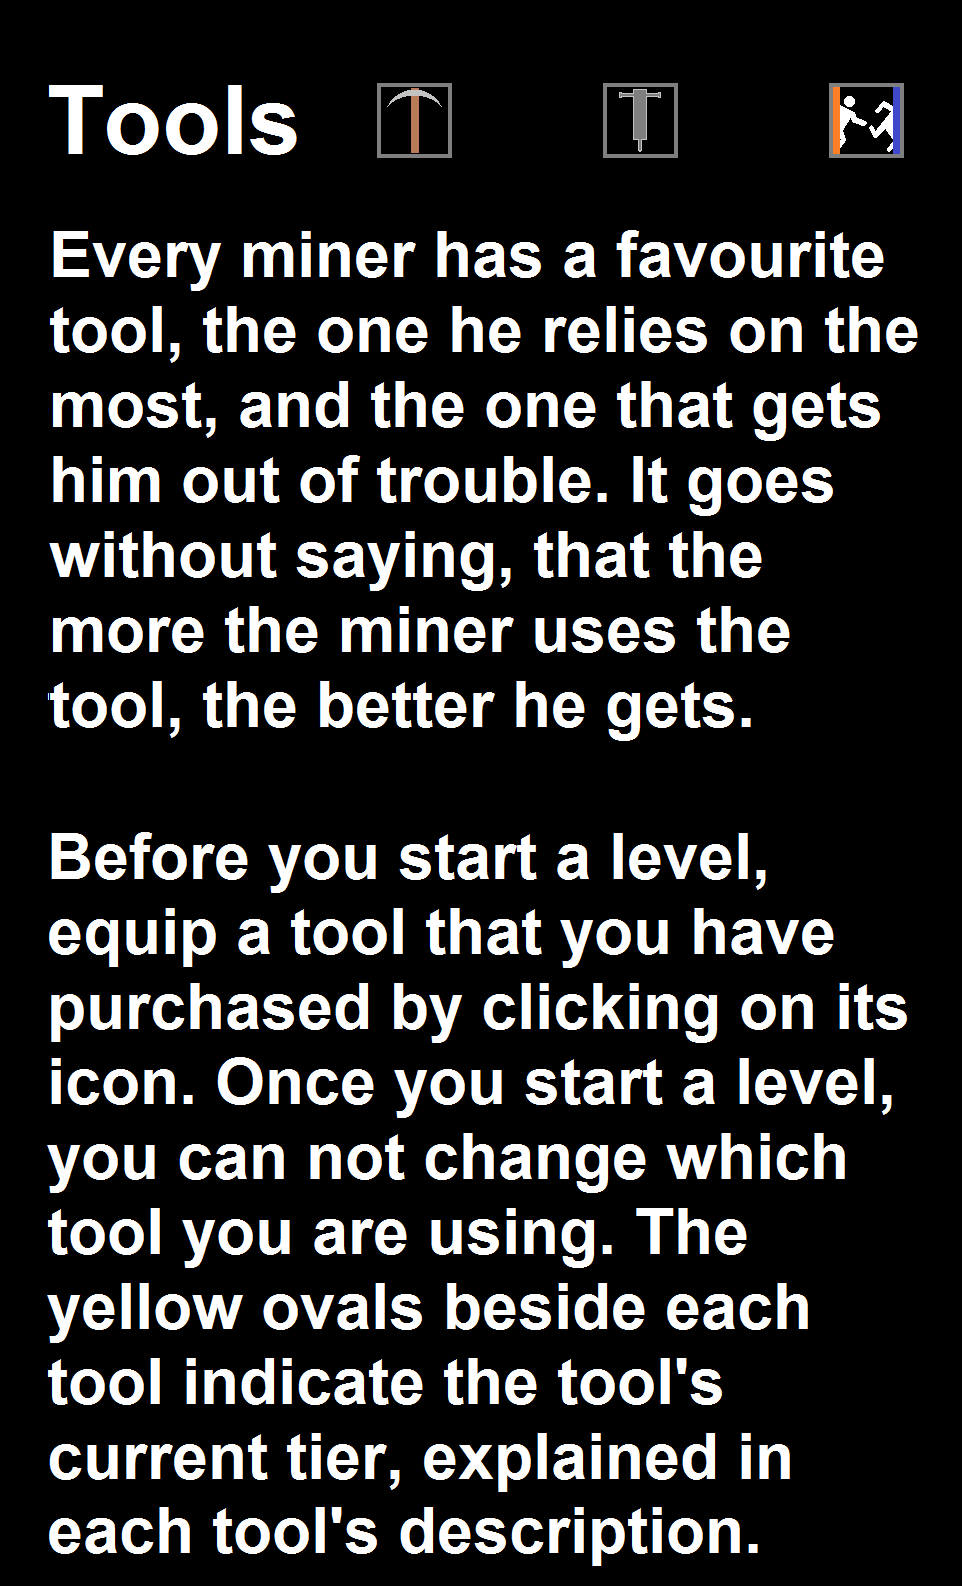 Tools
Every miner has a favourite
tool, the one he relies on the
most, and the one that gets
him out of trouble. It goes
without saying, that the
more the miner uses the
tool, the better he gets.
Before you start a level,
equip a tool that you have
purchased by clicking on its
icon. Once you start a level,
you can not change which
tool you are using. The
yellow ovals beside each
tool indicate the tool's
current tier, explained in
each tool's description.